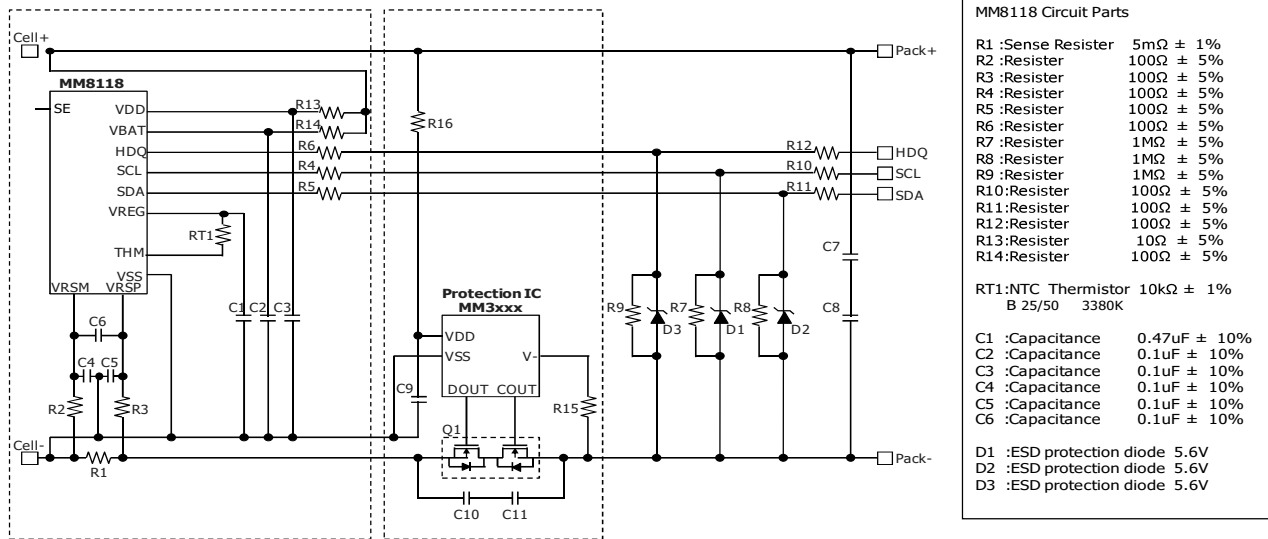 Cell+
MM8118
SE
VDD
VBAT
HDQ
SCL
SDA
VREG
THM
VSS
VRSM
VRSP
R13
R14
R6
R4
R5
RT1
C1
C2
C3
C6
C4
C5
R2
R3
R1
Cell-
R16
Protection IC
MM3xxx
VDD
VSS
V-
DOUT
COUT
C9
R15
Q1
C10
C11
R12
R10
R11
R9
D3
R7
D1
R8
D2
C7
C8
Pack+
HDQ
SCL
SDA
Pack-
MM8118 Circuit Parts
R1 :Sense Resister 5mΩ ± 1%
R2 :Resister 100Ω ± 5%
R3 :Resister 100Ω ± 5%
R4 :Resister 100Ω ± 5%
R5 :Resister 100Ω ± 5%
R6 :Resister 100Ω ± 5%
R7 :Resister 1MΩ ± 5%
R8 :Resister 1MΩ ± 5%
R9 :Resister 1MΩ ± 5%
R10:Resister 100Ω ± 5%
R11:Resister 100Ω ± 5%
R12:Resister 100Ω ± 5%
R13:Resister 10Ω ± 5%
R14:Resister 100Ω ± 5%
RT1:NTC Thermistor 10kΩ ± 1%
B 25/50 3380K
C1 :Capacitance 0.47uF ± 10%
C2 :Capacitance 0.1uF ± 10%
C3 :Capacitance 0.1uF ± 10%
C4 :Capacitance 0.1uF ± 10%
C5 :Capacitance 0.1uF ± 10%
C6 :Capacitance 0.1uF ± 10%
D1 :ESD protection diode 5.6V
D2 :ESD protection diode 5.6V
D3 :ESD protection diode 5.6V